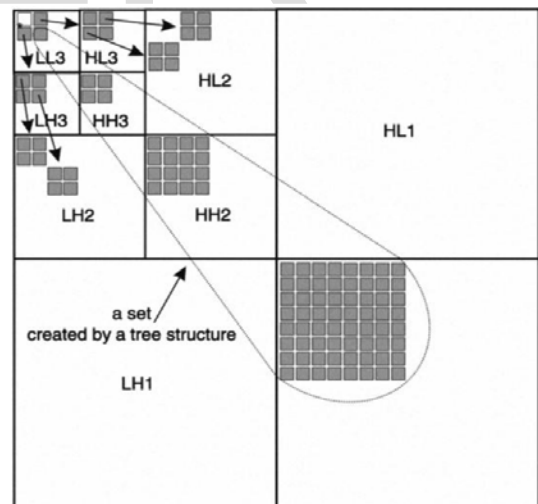 LL3
HL3
HL2
HL1
LH3
HH3
LH2
HH2
a set
created by a tree structure
LH1